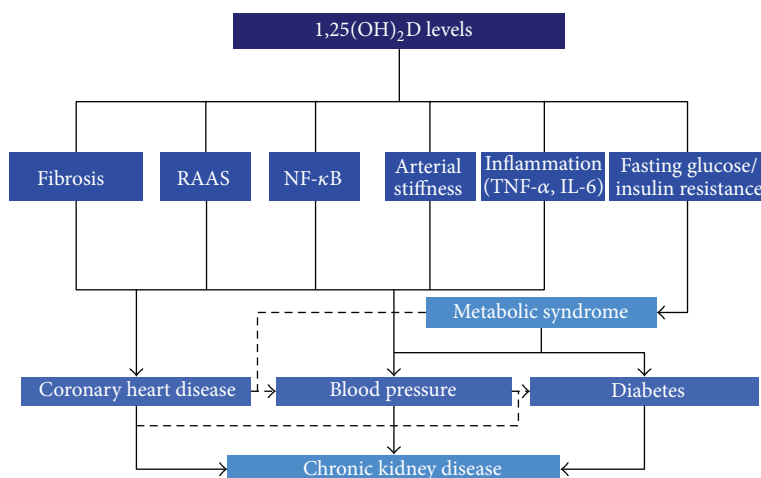 1,25(OH)₂D levels
Fibrosis
RAAS
NF-κB
Arterial
stiffness
Inflammation
(TNF-α, IL-6)
Fasting glucose/
insulin resistance
Metabolic syndrome
Coronary heart disease
Blood pressure
Diabetes
Chronic kidney disease